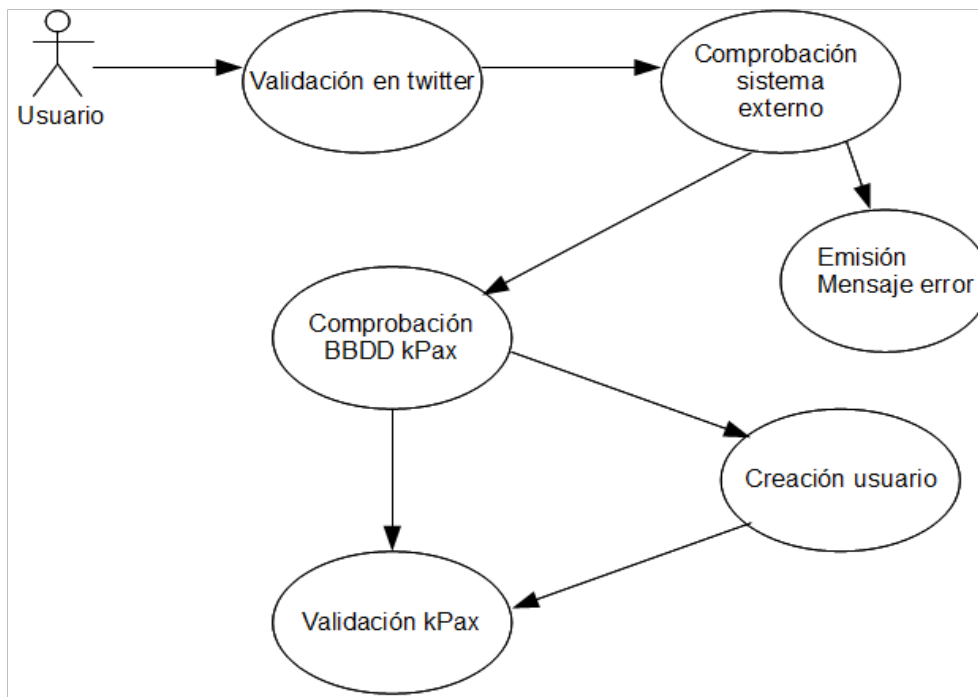 Usuario
Validación en twitter
Comprobación
sistema
externo
Emisión
Mensaje error
Comprobación
BBDD kPax
Creación usuario
Validación kPax